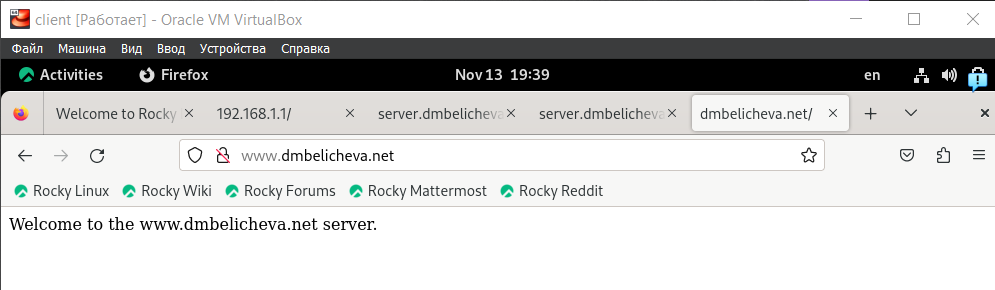 client [Работает] - Oracle VM VirtualBox
Файл Машина Вид Ввод Устройства Справка
Activities Firefox Nov 13 19:39 en
Welcome to Rocky 192.168.1.1/ server.dmbelicheva server.dmbelicheva dmbelicheva.net/
www.dmbelicheva.net
Rocky Linux Rocky Wiki Rocky Forums Rocky Mattermost Rocky Reddit
Welcome to the www.dmbelicheva.net server.